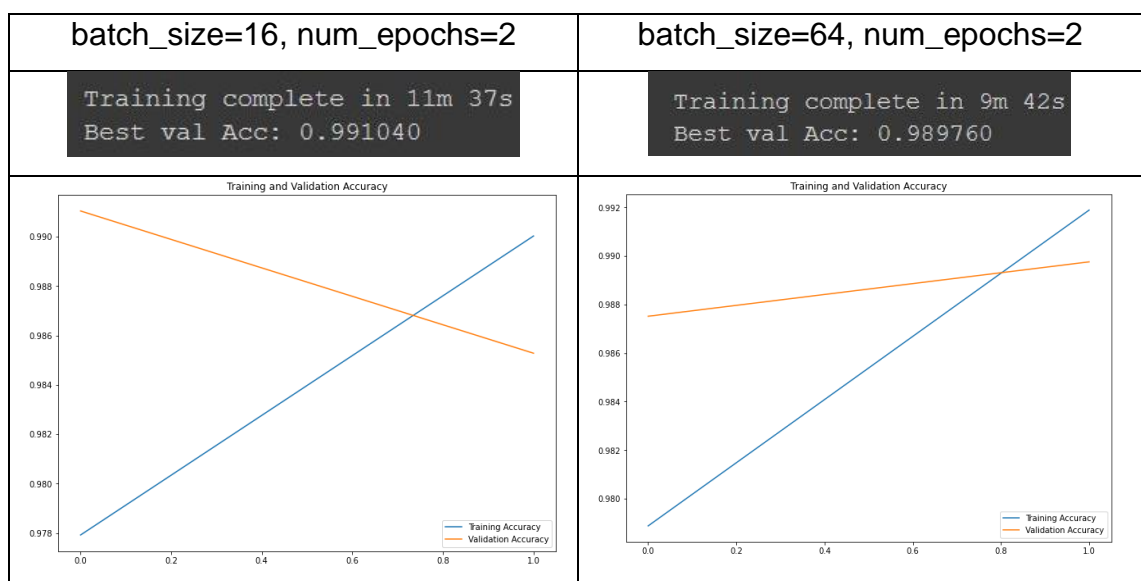 batch_size=16, num_epochs=2
batch_size=64, num_epochs=2
Training complete in 11m 37s
Best val Acc: 0.991040
Training complete in 9m 42s
Best val Acc: 0.989760
Training and Validation Accuracy
0.990
0.988
0.986
0.984
0.982
0.980
0.978
0.0
0.2
0.4
0.6
0.8
1.0
Training Accuracy
Validation Accuracy
Training and Validation Accuracy
0.992
0.990
0.988
0.986
0.984
0.982
0.980
0.0
0.2
0.4
0.6
0.8
1.0
Training Accuracy
Validation Accuracy